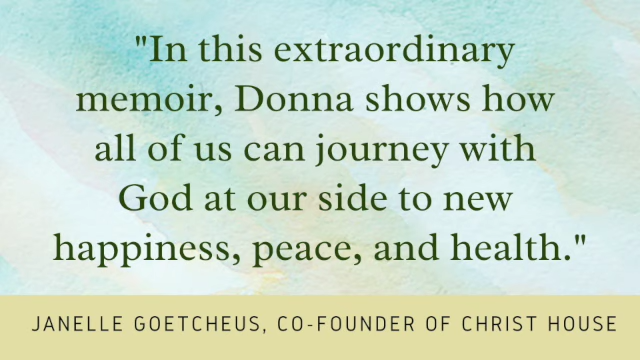 "In this extraordinary
memoir, Donna shows how
all of us can journey with
God at our side to new
happiness, peace, and health."
JANELLE GOETCHEUS, CO-FOUNDER OF CHRIST HOUSE